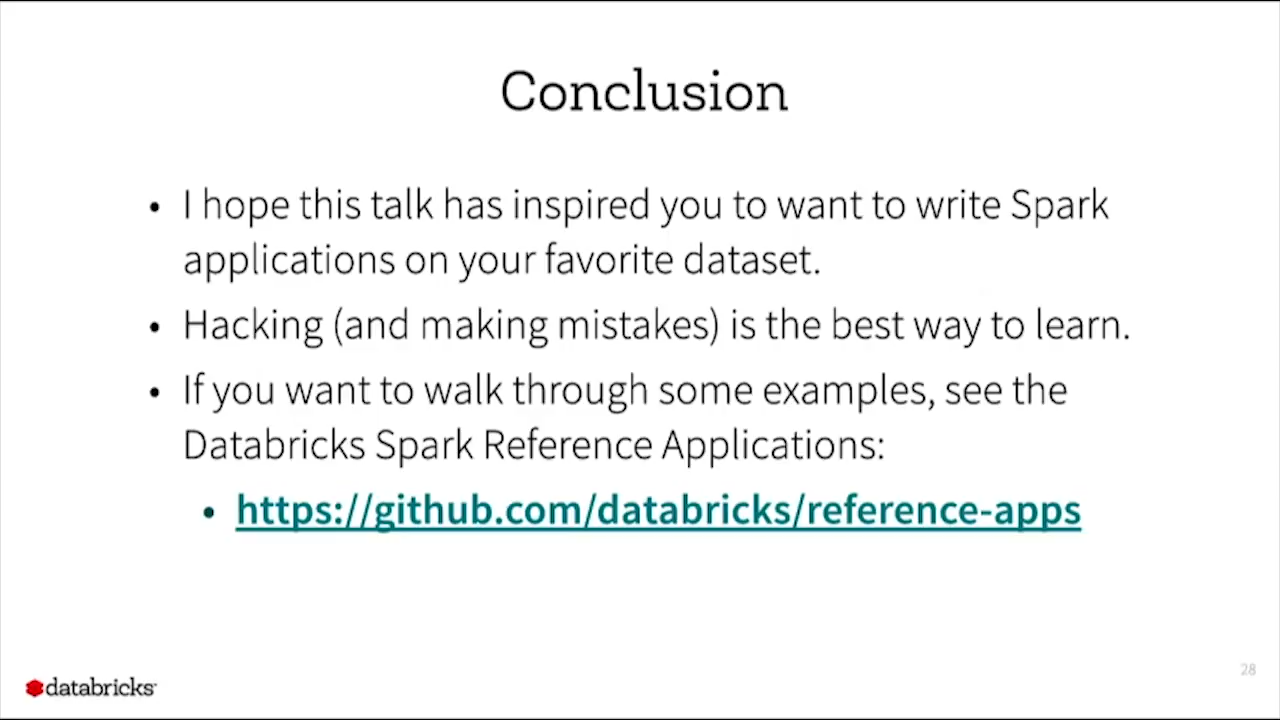 Conclusion
• I hope this talk has inspired you to want to write Spark
applications on your favorite dataset.
• Hacking (and making mistakes) is the best way to learn.
• If you want to walk through some examples, see the
Databricks Spark Reference Applications:
• https://github.com/databricks/reference-apps
databricks
28